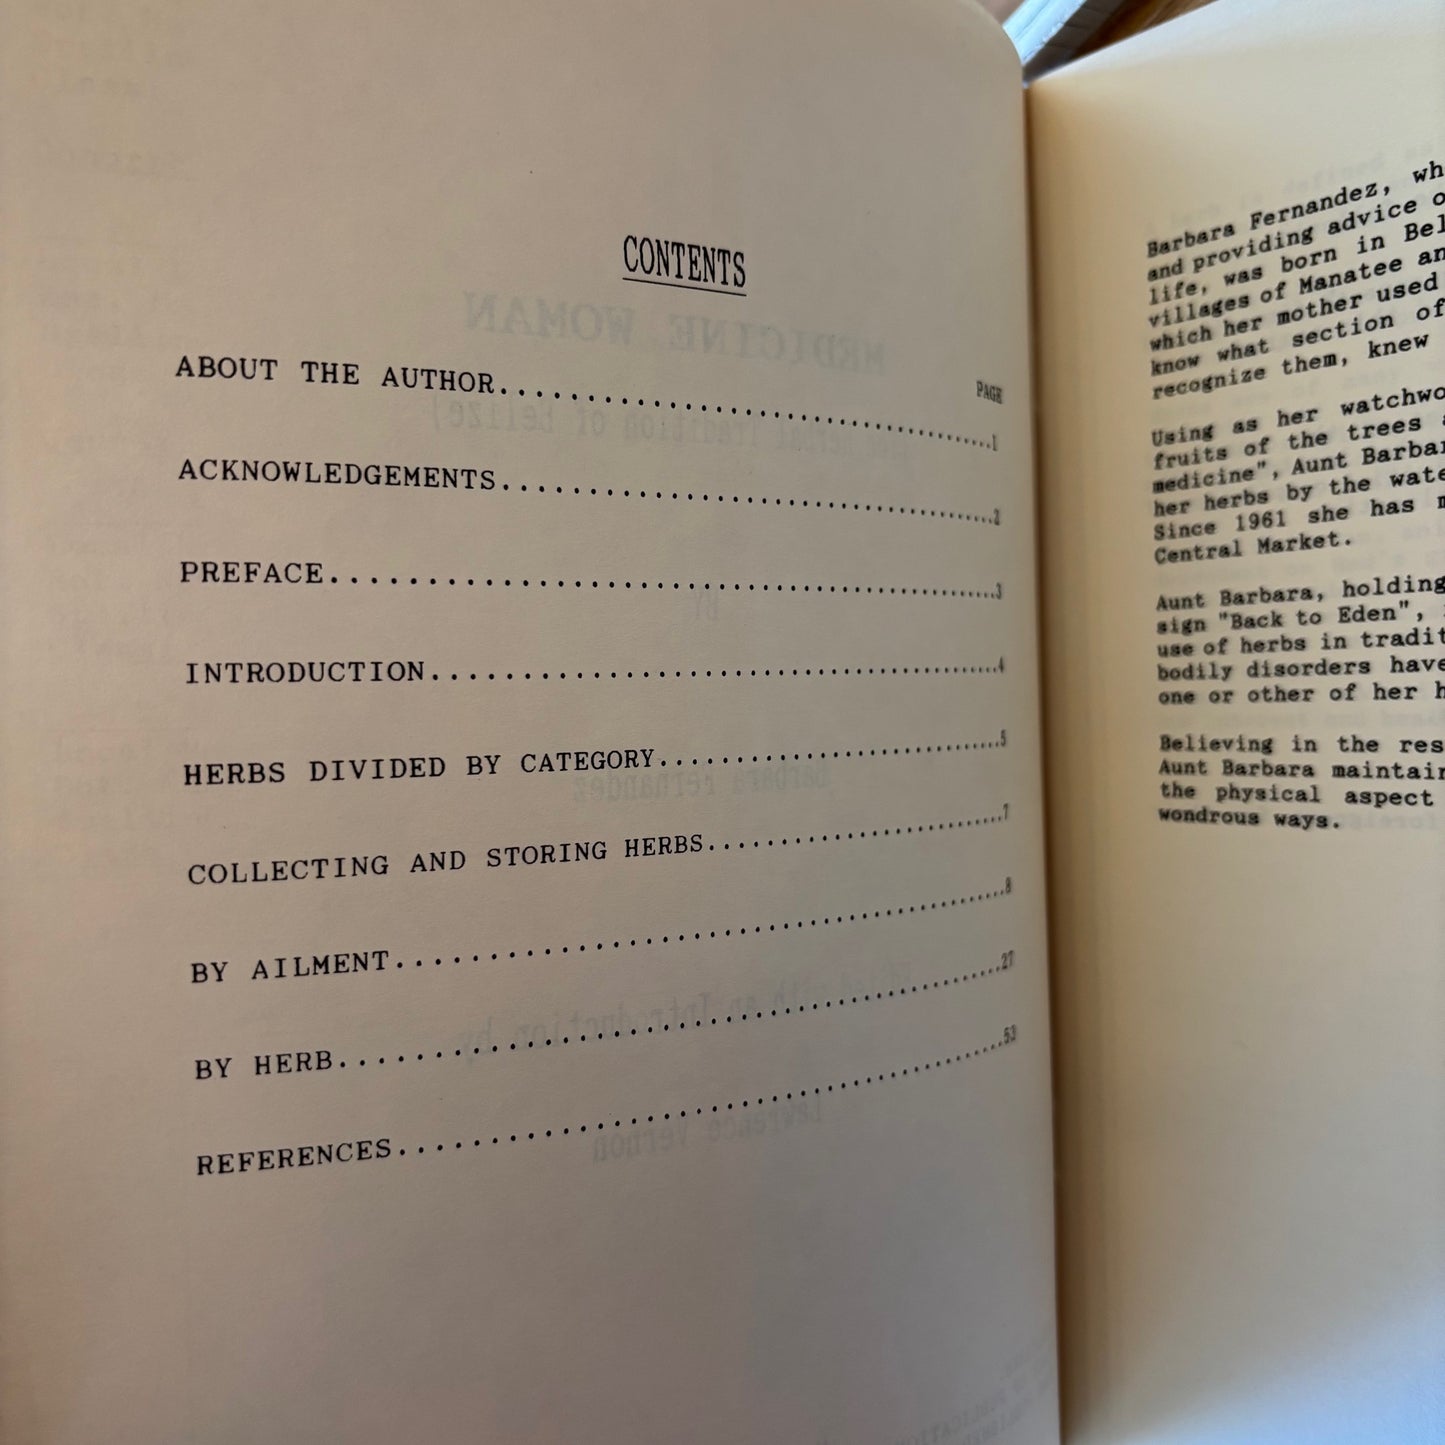 CONTENTS
PAGE
ABOUT THE AUTHOR..........................................1
ACKNOWLEDGEMENTS..........................................2
PREFACE..........................................3
INTRODUCTION..........................................4
HERBS DIVIDED BY CATEGORY..........................................5
COLLECTING AND STORING HERBS..........................................7
BY AILMENT..........................................8
BY HERB..........................................27
REFERENCES..........................................53
Barbara Fernandez, wh
and providing advice o
life, was born in Bel
villages of Manatee an
which her mother used
know what section of
recognize them, knew
Using as her watchwo
fruits of the trees
medicine", Aunt Barbar
her herbs by the wate
Since 1961 she has m
Central Market.
Aunt Barbara, holding
sign "Back to Eden",
use of herbs in tradit
bodily disorders have
one or other of her h
Believing in the res
Aunt Barbara maintai
the physical aspect
wondrous ways.